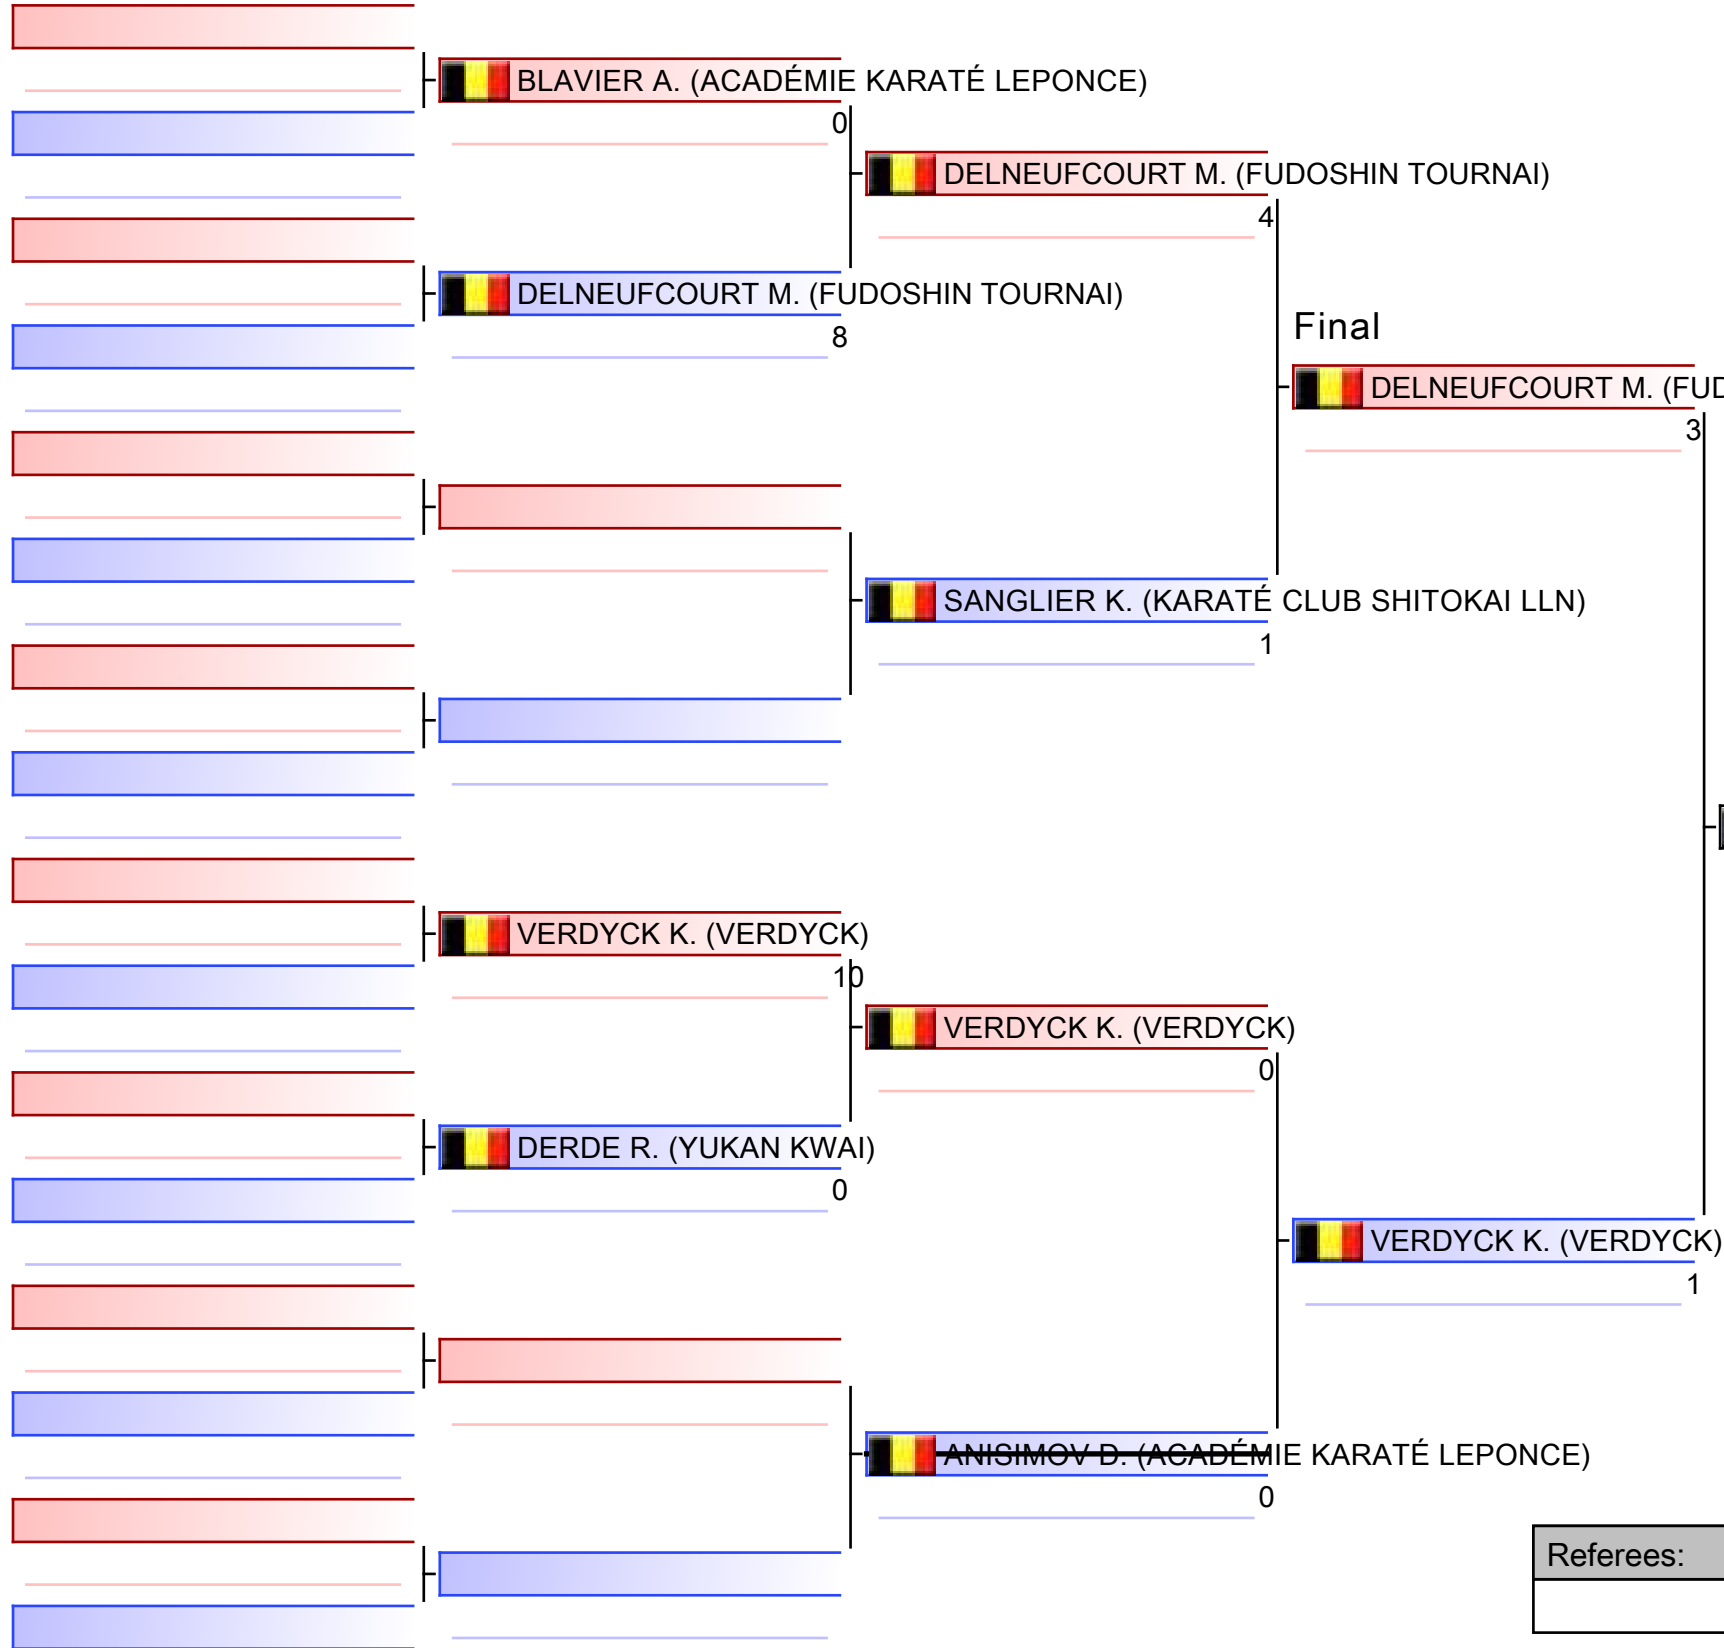 BLAVIER A. (ACADÉMIE KARATÉ LEPONCE)
0
DELNEUFCOURT M. (FUDOSHIN TOURNAI)
4
DELNEUFCOURT M. (FUDOSHIN TOURNAI)
8
Final
DELNEUFCOURT M. (FUD
3
SANGLIER K. (KARATÉ CLUB SHITOKAI LLN)
1
VERDYCK K. (VERDYCK)
10
VERDYCK K. (VERDYCK)
0
DERDE R. (YUKAN KWAI)
0
VERDYCK K. (VERDYCK)
1
ANISIMOV D. (ACADÉMIE KARATÉ LEPONCE)
0
Referees: